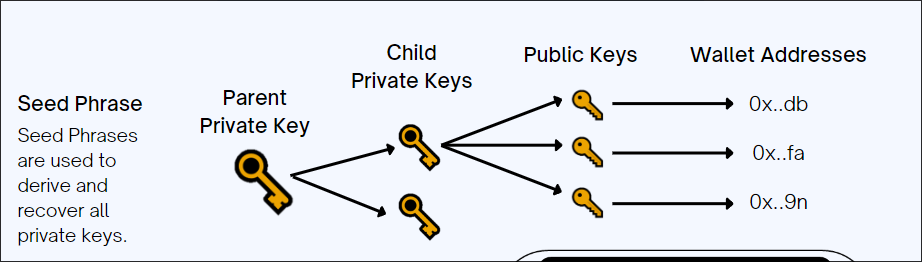 Seed Phrase
Seed Phrases
are used to
derive and
recover all
private keys.
Parent
Private Key
Child
Private Keys
Public Keys
Wallet Addresses
0x..db
0x..fa
0x..9n